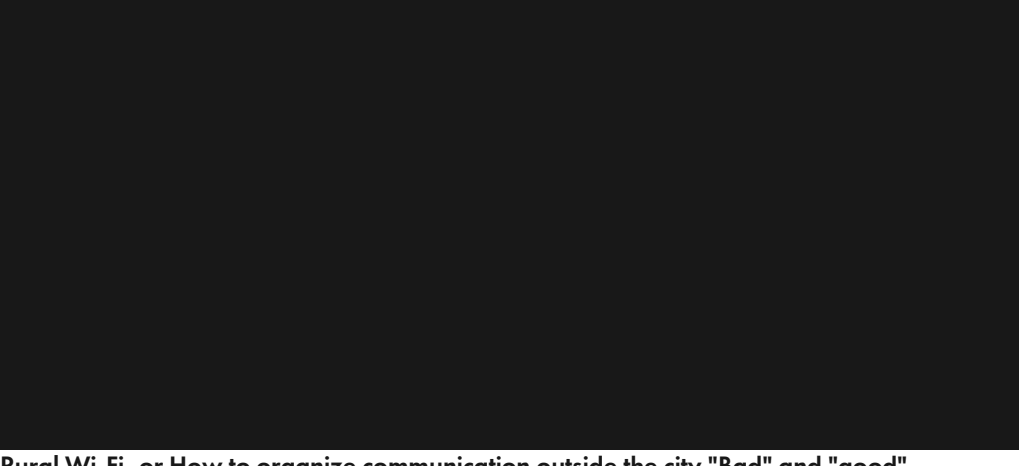 Rural Wi-Fi, or How to organize communication outside the city "Bad" and "good"